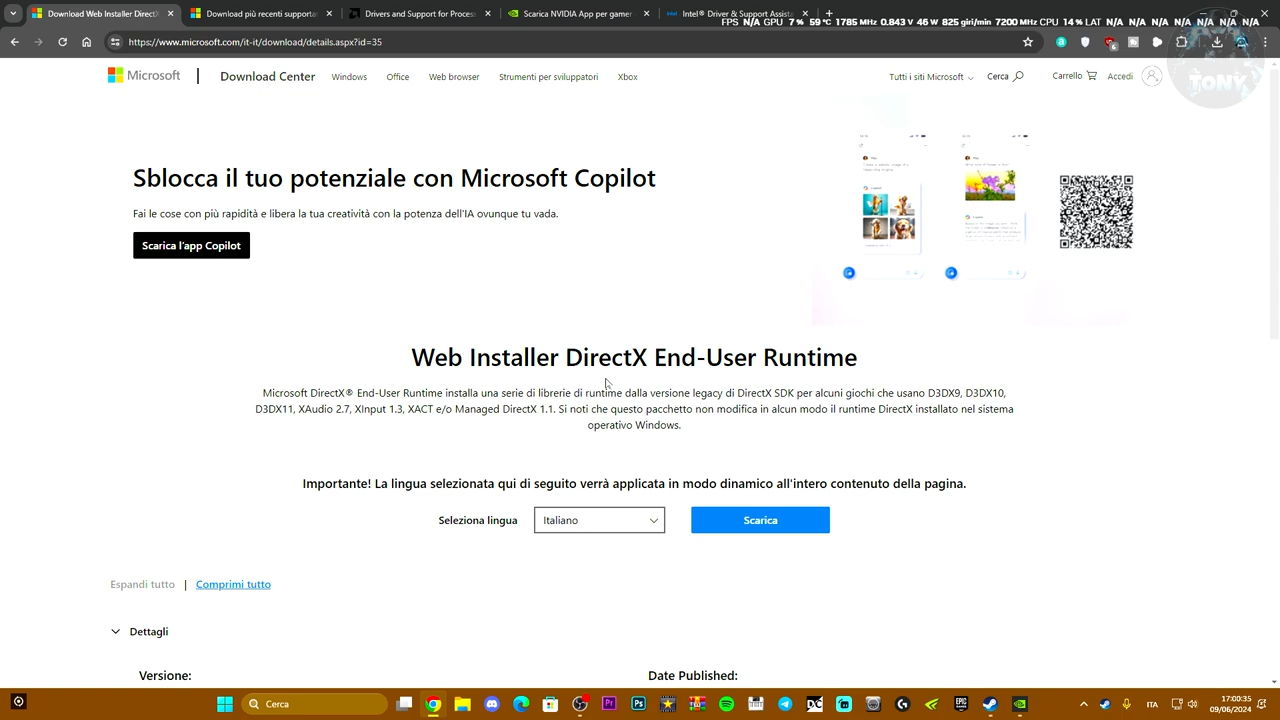 Download Web Installer DirectX
Download più recenti supportat
Drivers and Support for Process
Scarica NVIDIA App per gamer
Intel® Driver & Support Assista
FPS N/A GPU 7 % 59 °C 1785 MHz 0.843 V 46 W 825 giri/min 7200 MHz CPU 14 % LAT N/A N/A N/A N/A N/A N/A N/A
https://www.microsoft.com/it-it/download/details.aspx?id=35
TONY
Microsoft
Download Center
Windows
Office
Web browser
Strumenti per sviluppatori
Xbox
Tutti i siti Microsoft
Cerca
Carrello
Accedi
Sblocca il tuo potenziale con Microsoft Copilot
Fai le cose con più rapidità e libera la tua creatività con la potenza dell'IA ovunque tu vada.
Scarica l'app Copilot
Web Installer DirectX End-User Runtime
Microsoft DirectX® End-User Runtime installa una serie di librerie di runtime dalla versione legacy di DirectX SDK per alcuni giochi che usano D3DX9, D3DX10,
D3DX11, XAudio 2.7, XInput 1.3, XACT e/o Managed DirectX 1.1. Si noti che questo pacchetto non modifica in alcun modo il runtime DirectX installato nel sistema
operativo Windows.
Importante! La lingua selezionata qui di seguito verrà applicata in modo dinamico all'intero contenuto della pagina.
Seleziona lingua
Italiano
Scarica
Espandi tutto | Comprimi tutto
Dettagli
Versione:
Date Published:
Cerca
ITA
17:00:35
09/06/2024